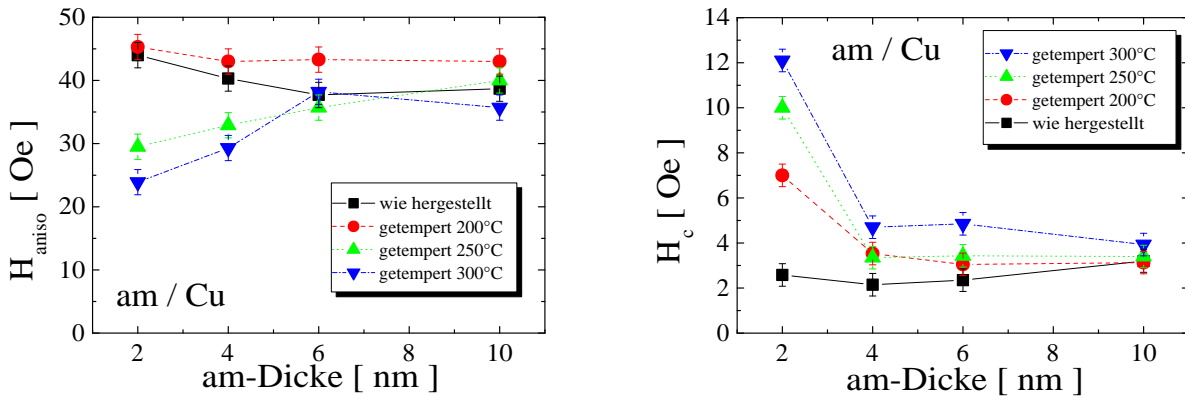 50
40
30
20
10
0
H_aniso [ Oe ]
wie hergestellt
getempert 200°C
getempert 250°C
getempert 300°C
am / Cu
2
4
6
8
10
am-Dicke [ nm ]
14
12
10
8
6
4
2
0
H_c [ Oe ]
am / Cu
getempert 300°C
getempert 250°C
getempert 200°C
wie hergestellt
2
4
6
8
10
am-Dicke [ nm ]